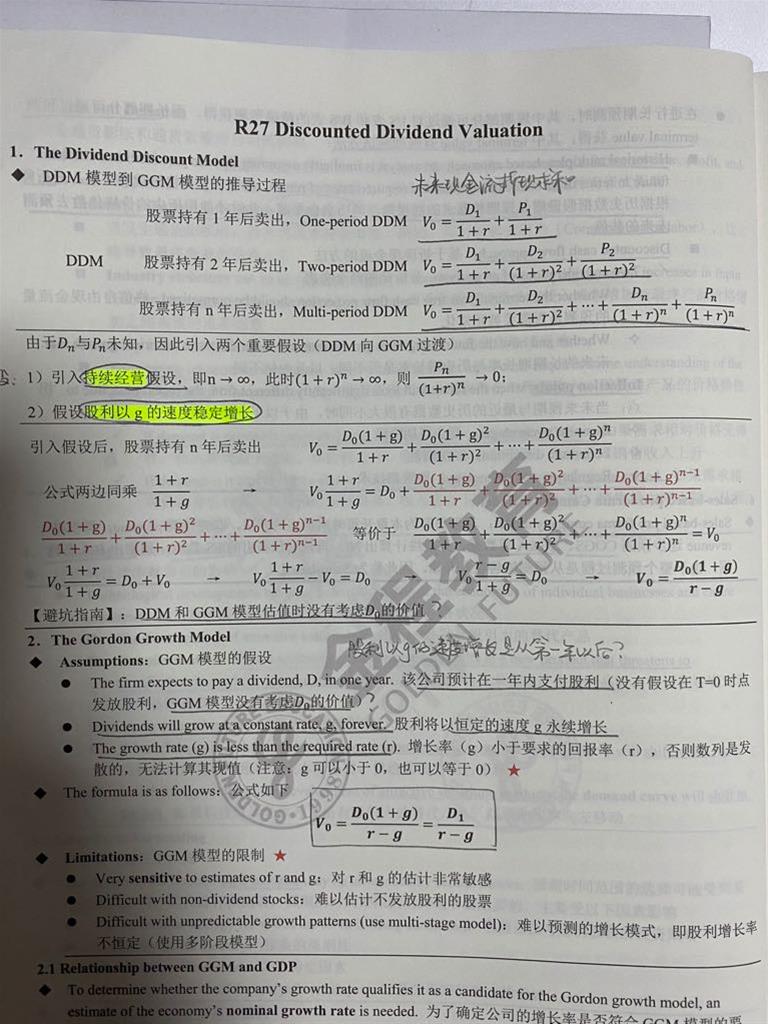 R27 Discounted Dividend Valuation
1. The Dividend Discount Model
◆ DDM 模型到 GGM 模型的推导过程
未来现金流折现求和
股票持有 1 年后卖出，One-period DDM V₀ = D₁/(1+r) + P₁/(1+r)
DDM 股票持有 2 年后卖出，Two-period DDM V₀ = D₁/(1+r) + D₂/(1+r)² + P₂/(1+r)²
股票持有 n 年后卖出，Multi-period DDM V₀ = D₁/(1+r) + D₂/(1+r)² + ⋯ + Dₙ/(1+r)ⁿ + Pₙ/(1+r)ⁿ
由于Dₙ与Pₙ未知，因此引入两个重要假设（DDM 向 GGM 过渡）
1）引入持续经营假设，即n → ∞，此时(1+r)ⁿ → ∞，则 Pₙ/(1+r)ⁿ → 0；
2）假设股利以 g 的速度稳定增长
引入假设后，股票持有 n 年后卖出 V₀ = D₀(1+g)/(1+r) + D₀(1+g)²/(1+r)² + ⋯ + D₀(1+g)ⁿ/(1+r)ⁿ
公式两边同乘 (1+r)/(1+g) → V₀ (1+r)/(1+g) = D₀ + D₀(1+g)/(1+r) + D₀(1+g)²/(1+r)² + ⋯ + D₀(1+g)ⁿ⁻¹/(1+r)ⁿ⁻¹
D₀(1+g)/(1+r) + D₀(1+g)²/(1+r)² + ⋯ + D₀(1+g)ⁿ⁻¹/(1+r)ⁿ⁻¹ 等价于 D₀(1+g)/(1+r) + D₀(1+g)²/(1+r)² + ⋯ + D₀(1+g)ⁿ/(1+r)ⁿ = V₀
V₀ (1+r)/(1+g) = D₀ + V₀ → V₀ (1+r)/(1+g) − V₀ = D₀ → V₀ (r−g)/(1+g) = D₀ → V₀ = D₀(1+g)/(r−g)
【避坑指南】：DDM 和 GGM 模型估值时没有考虑D₀的价值 ?
2. The Gordon Growth Model
股利以g的速度增长是从第一年以后?
◆ Assumptions: GGM 模型的假设
● The firm expects to pay a dividend, D, in one year. 该公司预计在一年内支付股利（没有假设在 T=0 时点
发放股利，GGM 模型没有考虑D₀的价值）?
● Dividends will grow at a constant rate, g, forever. 股利将以恒定的速度 g 永续增长
● The growth rate (g) is less than the required rate (r). 增长率（g）小于要求的回报率（r），否则数列是发
散的，无法计算其现值（注意：g 可以小于 0，也可以等于 0） ★
◆ The formula is as follows: 公式如下
V₀ = D₀(1+g)/(r−g) = D₁/(r−g)
◆ Limitations: GGM 模型的限制 ★
● Very sensitive to estimates of r and g: 对 r 和 g 的估计非常敏感
● Difficult with non-dividend stocks: 难以估计不发放股利的股票
● Difficult with unpredictable growth patterns (use multi-stage model): 难以预测的增长模式，即股利增长率
不恒定（使用多阶段模型）
2.1 Relationship between GGM and GDP
◆ To determine whether the company's growth rate qualifies it as a candidate for the Gordon growth model, an
estimate of the economy's nominal growth rate is needed. 为了确定公司的增长率是否符合 GGM 模型的要
金程教育
GOLDEN FUTURE